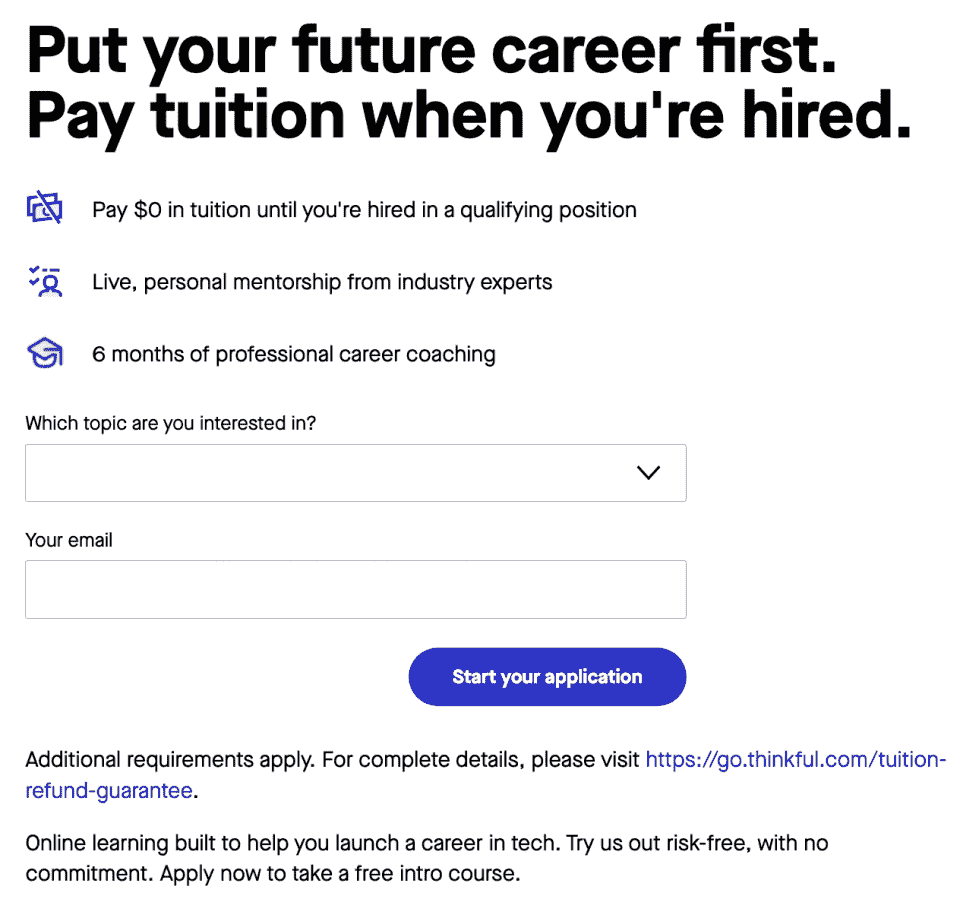 Put your future career first.
Pay tuition when you're hired.
Pay $0 in tuition until you're hired in a qualifying position
Live, personal mentorship from industry experts
6 months of professional career coaching
Which topic are you interested in?
Your email
Start your application
Additional requirements apply. For complete details, please visit https://go.thinkful.com/tuition-
refund-guarantee.
Online learning built to help you launch a career in tech. Try us out risk-free, with no
commitment. Apply now to take a free intro course.